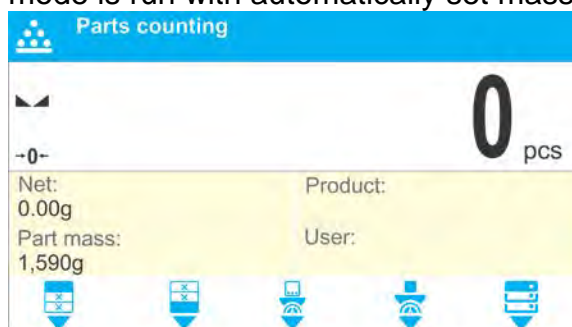 mode is run with automatically set mass
Parts counting
0 pcs
→0←
Net:
0.00g
Product:
Part mass:
1,590g
User: